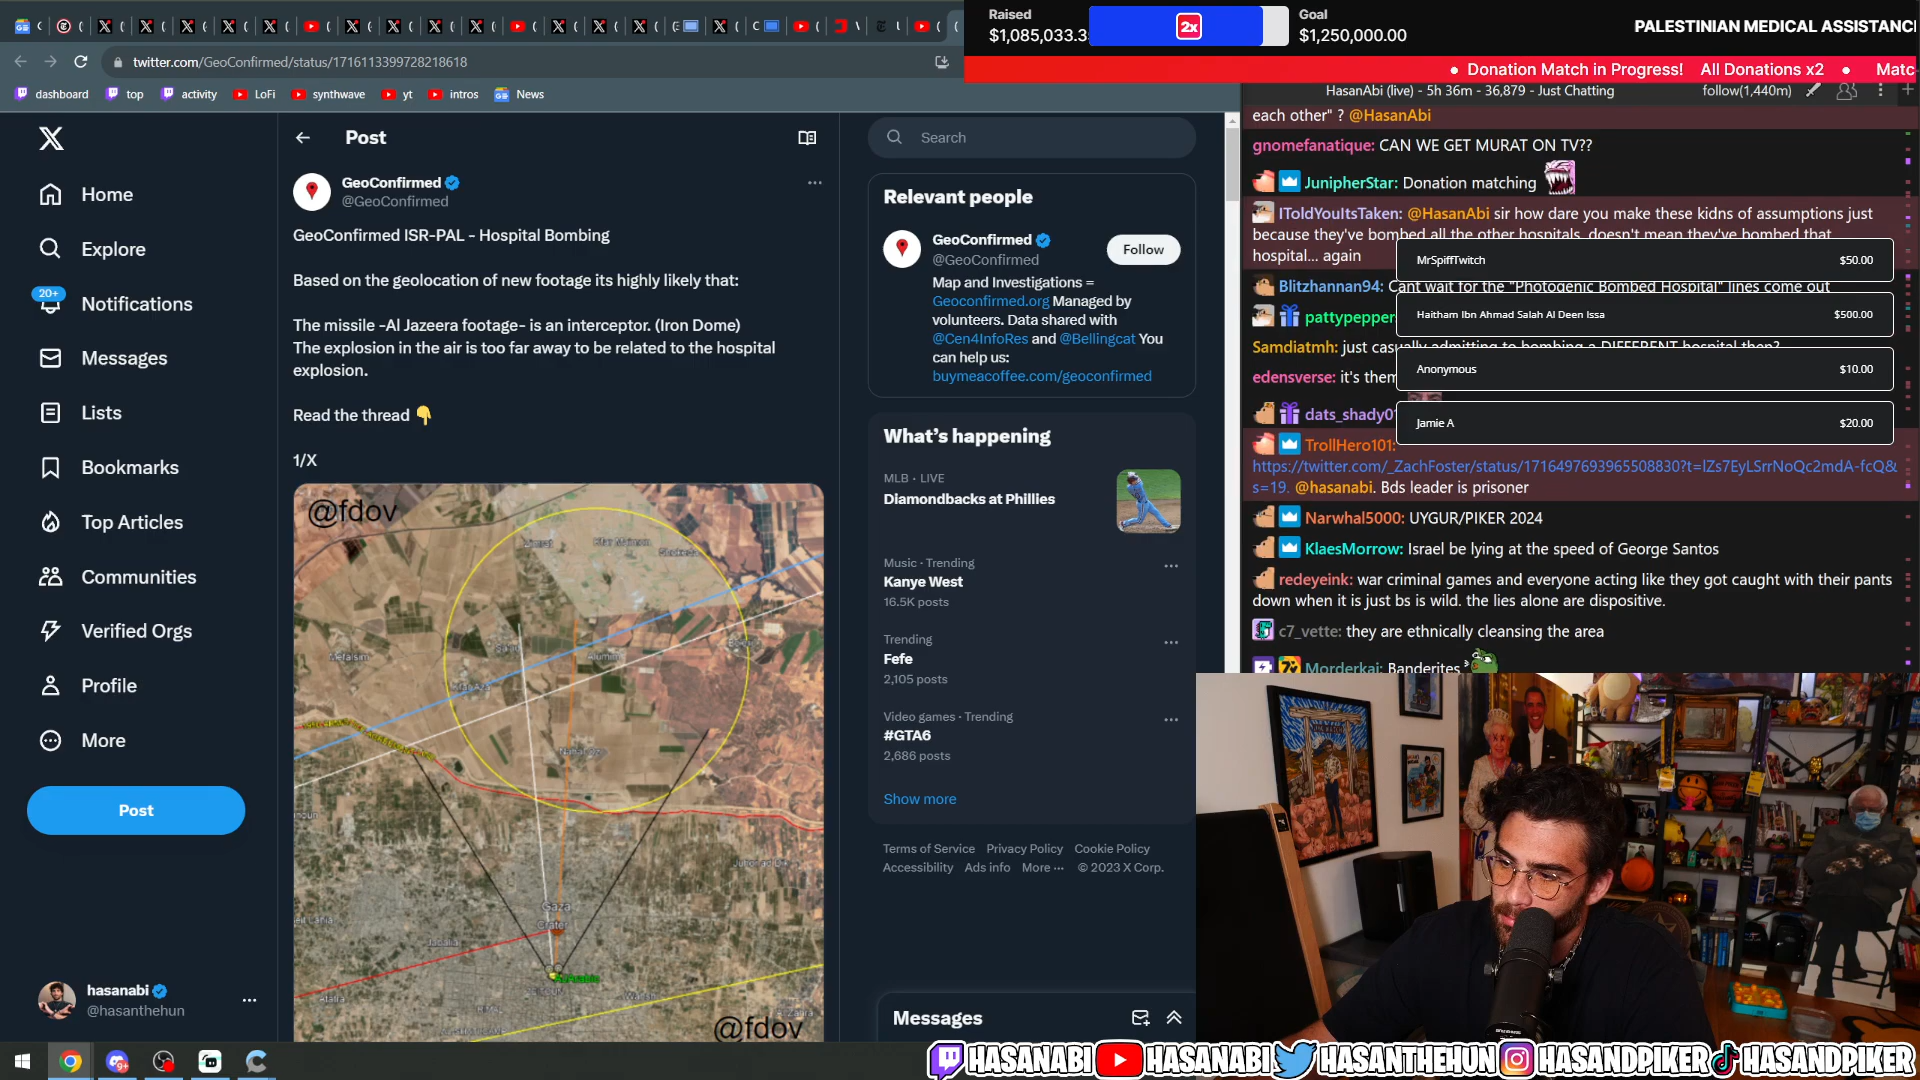 Raised
$1,085,033.3
2x
Goal
$1,250,000.00
PALESTINIAN MEDICAL ASSISTANC
Donation Match in Progress! All Donations x2 • Matc
twitter.com/GeoConfirmed/status/1716113399728218618
dashboard top activity LoFi synthwave yt intros News
HasanAbi (live) - 5h 36m - 36,879 - Just Chatting
follow(1,440m)
Home
Explore
20+
Notifications
Messages
Lists
Bookmarks
Top Articles
Communities
Verified Orgs
Profile
More
Post
hasanabi
@hasanthehun
Post
GeoConfirmed
@GeoConfirmed
GeoConfirmed ISR-PAL - Hospital Bombing
Based on the geolocation of new footage its highly likely that:
The missile -Al Jazeera footage- is an interceptor. (Iron Dome)
The explosion in the air is too far away to be related to the hospital
explosion.
Read the thread 👇
1/X
@fdov
Alumim
Gaza
Crater
Jabalia
@fdov
Search
Relevant people
GeoConfirmed
@GeoConfirmed
Follow
Map and Investigations =
Geoconfirmed.org Managed by
volunteers. Data shared with
@Cen4InfoRes and @Bellingcat You
can help us:
buymeacoffee.com/geoconfirmed
What's happening
MLB · LIVE
Diamondbacks at Phillies
Music · Trending
Kanye West
16.5K posts
Trending
Fefe
2,105 posts
Video games · Trending
#GTA6
2,686 posts
Show more
Terms of Service Privacy Policy Cookie Policy
Accessibility Ads info More ··· © 2023 X Corp.
Messages
each other" ? @HasanAbi
gnomefanatique: CAN WE GET MURAT ON TV??
JunipherStar: Donation matching
IToldYouItsTaken: @HasanAbi sir how dare you make these kidns of assumptions just
because they've bombed all the other hospitals, doesn't mean they've bombed that
hospital... again
MrSpiffTwitch $50.00
Blitzhannan94: Cant wait for the "Photogenic Bombed Hospital" lines come out
pattypepper
Haitham Ibn Ahmad Salah Al Deen Issa $500.00
Samdiatmh: just casually admitting to bombing a DIFFERENT hospital then?
edensverse: it's them
Anonymous $10.00
dats_shady0
Jamie A $20.00
TrollHero101:
https://twitter.com/_ZachFoster/status/1716497693965508830?t=lZs7EyLSrrNoQc2mdA-fcQ&
s=19. @hasanabi. Bds leader is prisoner
Narwhal5000: UYGUR/PIKER 2024
KlaesMorrow: Israel be lying at the speed of George Santos
redeyeink: war criminal games and everyone acting like they got caught with their pants
down when it is just bs is wild. the lies alone are dispositive.
c7_vette: they are ethnically cleansing the area
Morderkai: Banderites
HASANABI HASANABI HASANTHEHUN HASANDPIKER HASANDPIKER